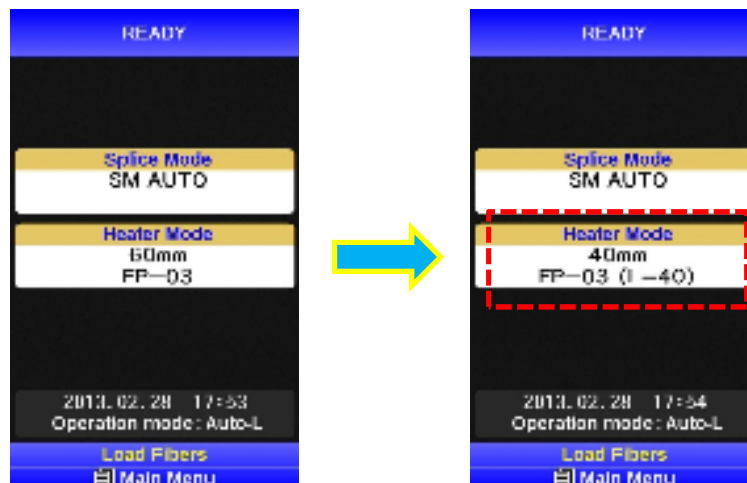 READY
Splice Mode
SM AUTO
Heater Mode
60mm
FP-03
2013.02.28 17:53
Operation mode: Auto-L
Load Fibers
Main Menu
READY
Splice Mode
SM AUTO
Heater Mode
40mm
FP-03 (L-40)
2013.02.28 17:54
Operation mode: Auto-L
Load Fibers
Main Menu